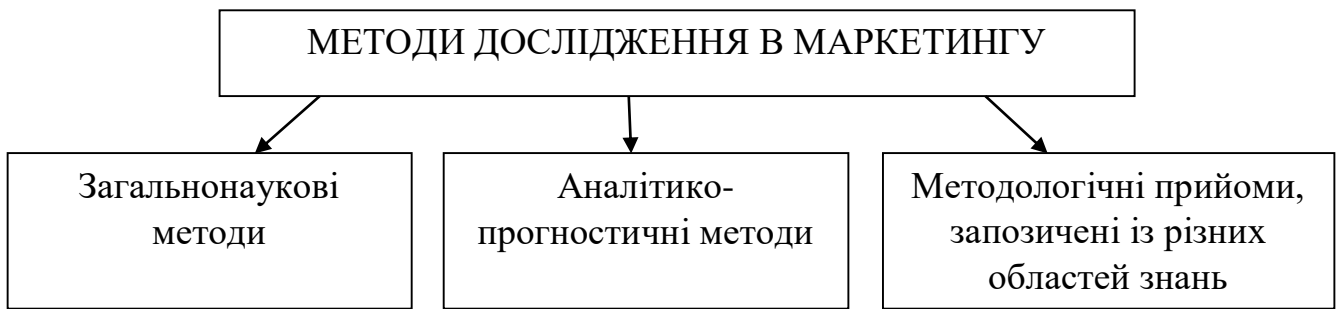 МЕТОДИ ДОСЛІДЖЕННЯ В МАРКЕТИНГУ
Загальнонаукові
методи
Аналітико-
прогностичні методи
Методологічні прийоми,
запозичені із різних
областей знань